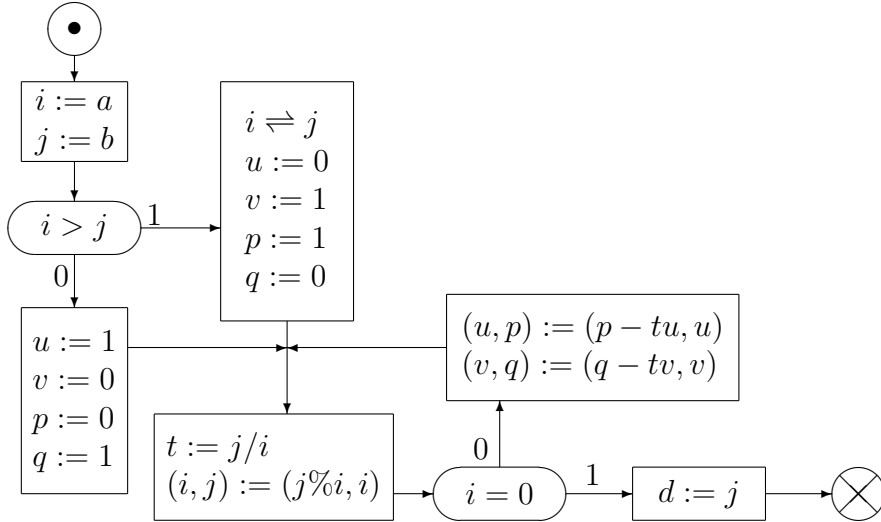 i := a
j := b
i > j
1
0
i ⇌ j
u := 0
v := 1
p := 1
q := 0
u := 1
v := 0
p := 0
q := 1
(u, p) := (p − tu, u)
(v, q) := (q − tv, v)
t := j/i
(i, j) := (j%i, i)
0
i = 0
1
d := j